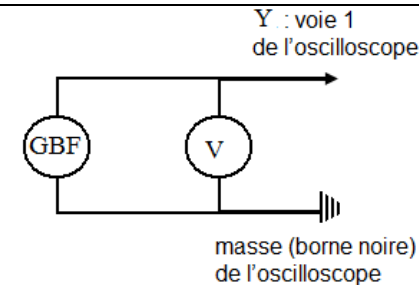 Y : voie 1
de l'oscilloscope
GBF
V
masse (borne noire)
de l'oscilloscope